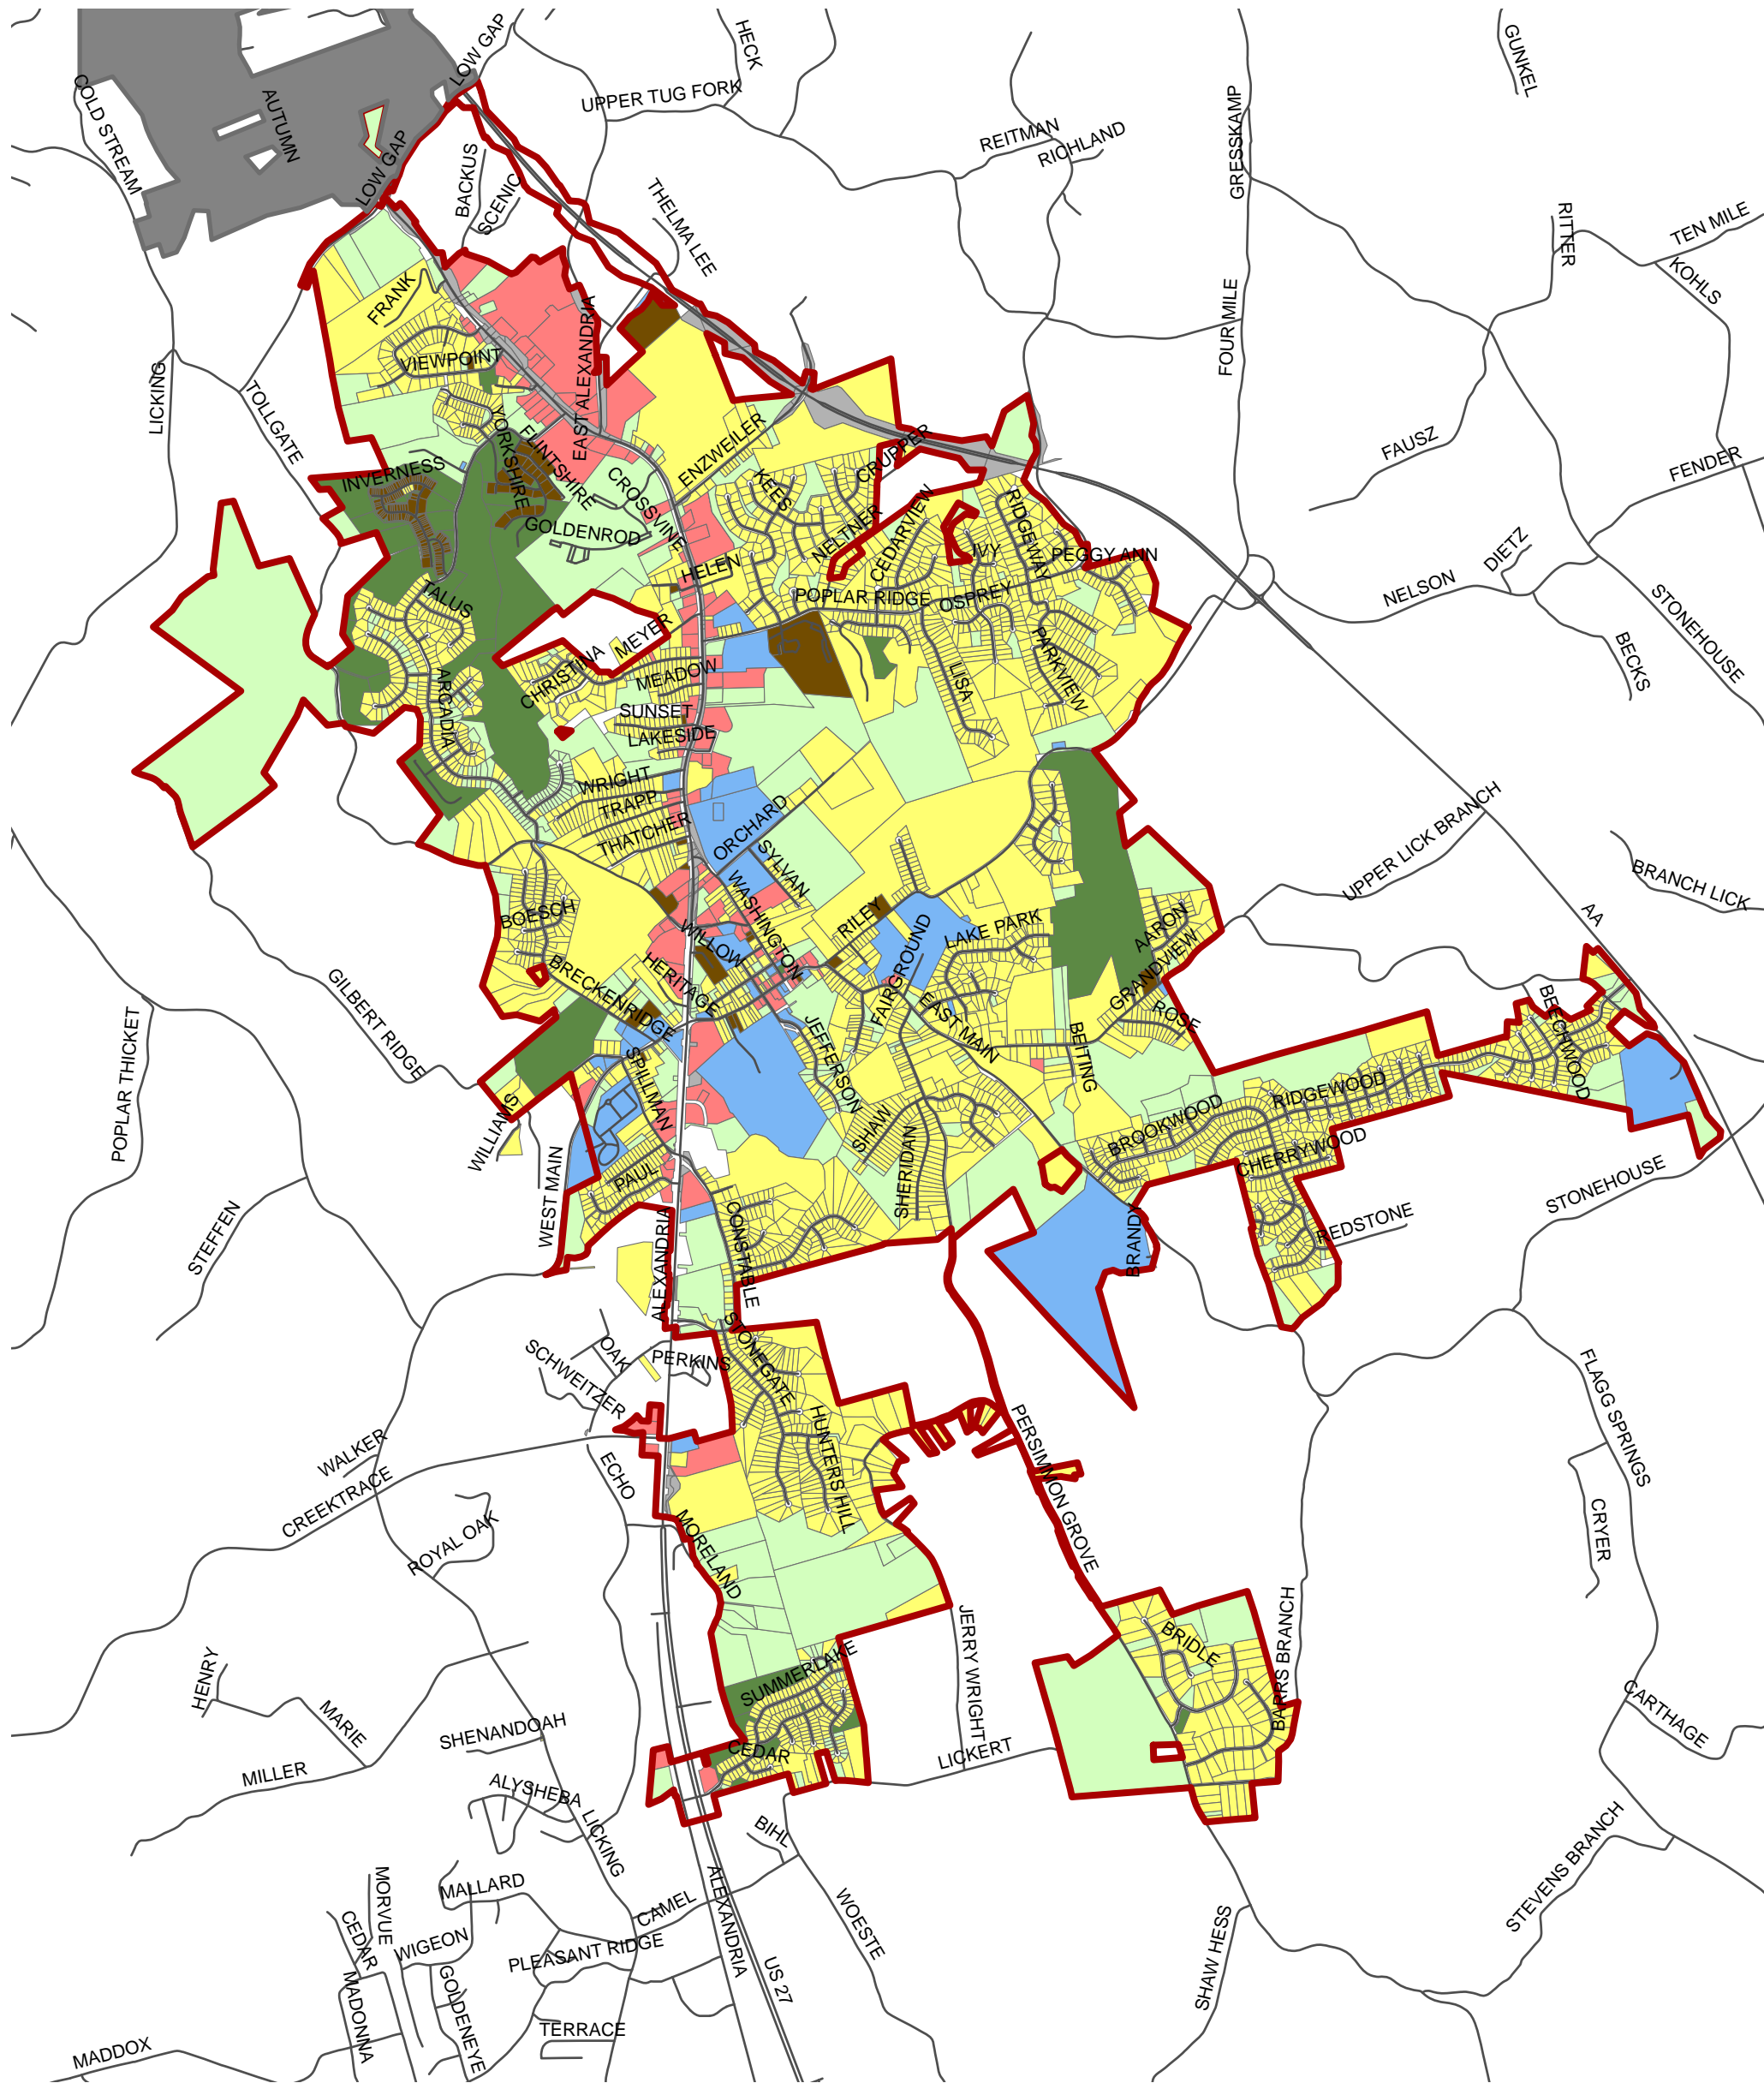 LOW GAP
HECK
GUNKEL
COLD STREAM
AUTUMN
UPPER TUG FORK
GRESSKAMP
REITMAN
RICHLAND
LOW GAP
BACKUS
SCENIC
THELMA LEE
RITTER
TEN MILE
KOHLS
FRANK
EAST ALEXANDRIA
FOUR MILE
VIEWPOINT
LICKING
TOLLGATE
YORKSHIRE
FLINTSHIRE
ENZWEILER
CRUPPER
FAUSZ
FENDER
INVERNESS
CROSSVINE
KEES
GOLDENROD
NELTNER
CEDARVIEW
RIDGEWAY
IVY
PEGGY ANN
DIETZ
HELEN
POPLAR RIDGE
OSPREY
NELSON
STONEHOUSE
TALUS
MEYER
CHRISTINA
MEADOW
LISA
PARKVIEW
BECKS
ARCADIA
SUNSET
LAKESIDE
WRIGHT
TRAPP
THATCHER
ORCHARD
SYLVAN
UPPER LICK BRANCH
BRANCH LICK
AA
WASHINGTON
BOESCH
WILLOW
RILEY
FAIRGROUND
LAKE PARK
AARON
GRANDVIEW
ROSE
GILBERT RIDGE
BRECKENRIDGE
HERITAGE
EAST MAIN
BEECHWOOD
POPLAR THICKET
JEFFERSON
BEITING
SPILLMAN
RIDGEWOOD
WILLIAMS
SHAW
BROOKWOOD
CHERRYWOOD
WEST MAIN
PAUL
SHERIDAN
STONEHOUSE
STEFFEN
ALEXANDRIA
CONSTABLE
BRANDY
REDSTONE
STONEGATE
OAK
PERKINS
SCHWEITZER
FLAGG SPRINGS
WALKER
HUNTERS HILL
PERSIMMON GROVE
CREEKTRACE
ECHO
CRYER
ROYAL OAK
MORELAND
JERRY WRIGHT
BRIDLE
BARRS BRANCH
HENRY
MARIE
SUMMERLAKE
CARTHAGE
SHENANDOAH
CEDAR
LICKERT
MILLER
ALYSHEBA
LICKING
BIHL
STEVENS BRANCH
MORVUE
MALLARD
ALEXANDRIA
CAMEL
WOESTE
CEDAR
WIGEON
PLEASANT RIDGE
US 27
SHAW HESS
MADONNA
GOLDENEYE
TERRACE
MADDOX